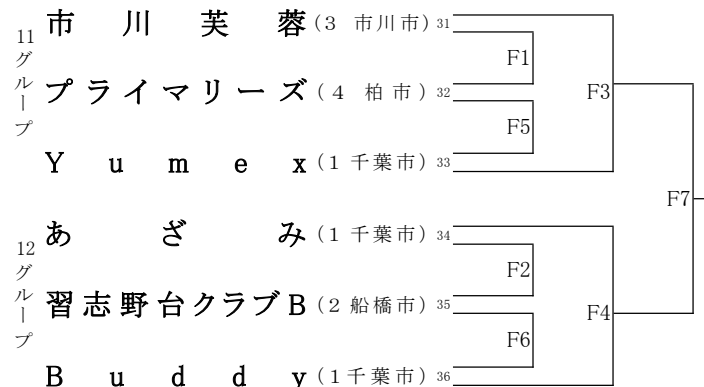 11グループ
市川芙蓉(3 市川市) 31
F1
プライマリーズ(4 柏市) 32
F3
F5
Yumex(1 千葉市) 33
F7
12グループ
あざみ(1 千葉市) 34
F2
習志野台クラブB(2 船橋市) 35
F4
F6
Buddy(1 千葉市) 36